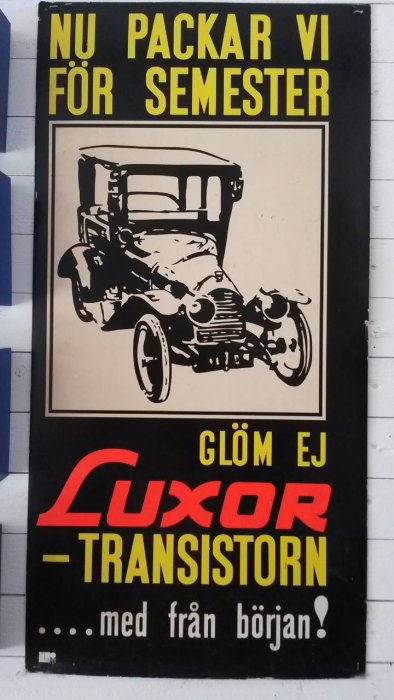 NU PACKAR VI
FÖR SEMESTER
GLÖM EJ
LUXOR
– TRANSISTORN
....med från början!